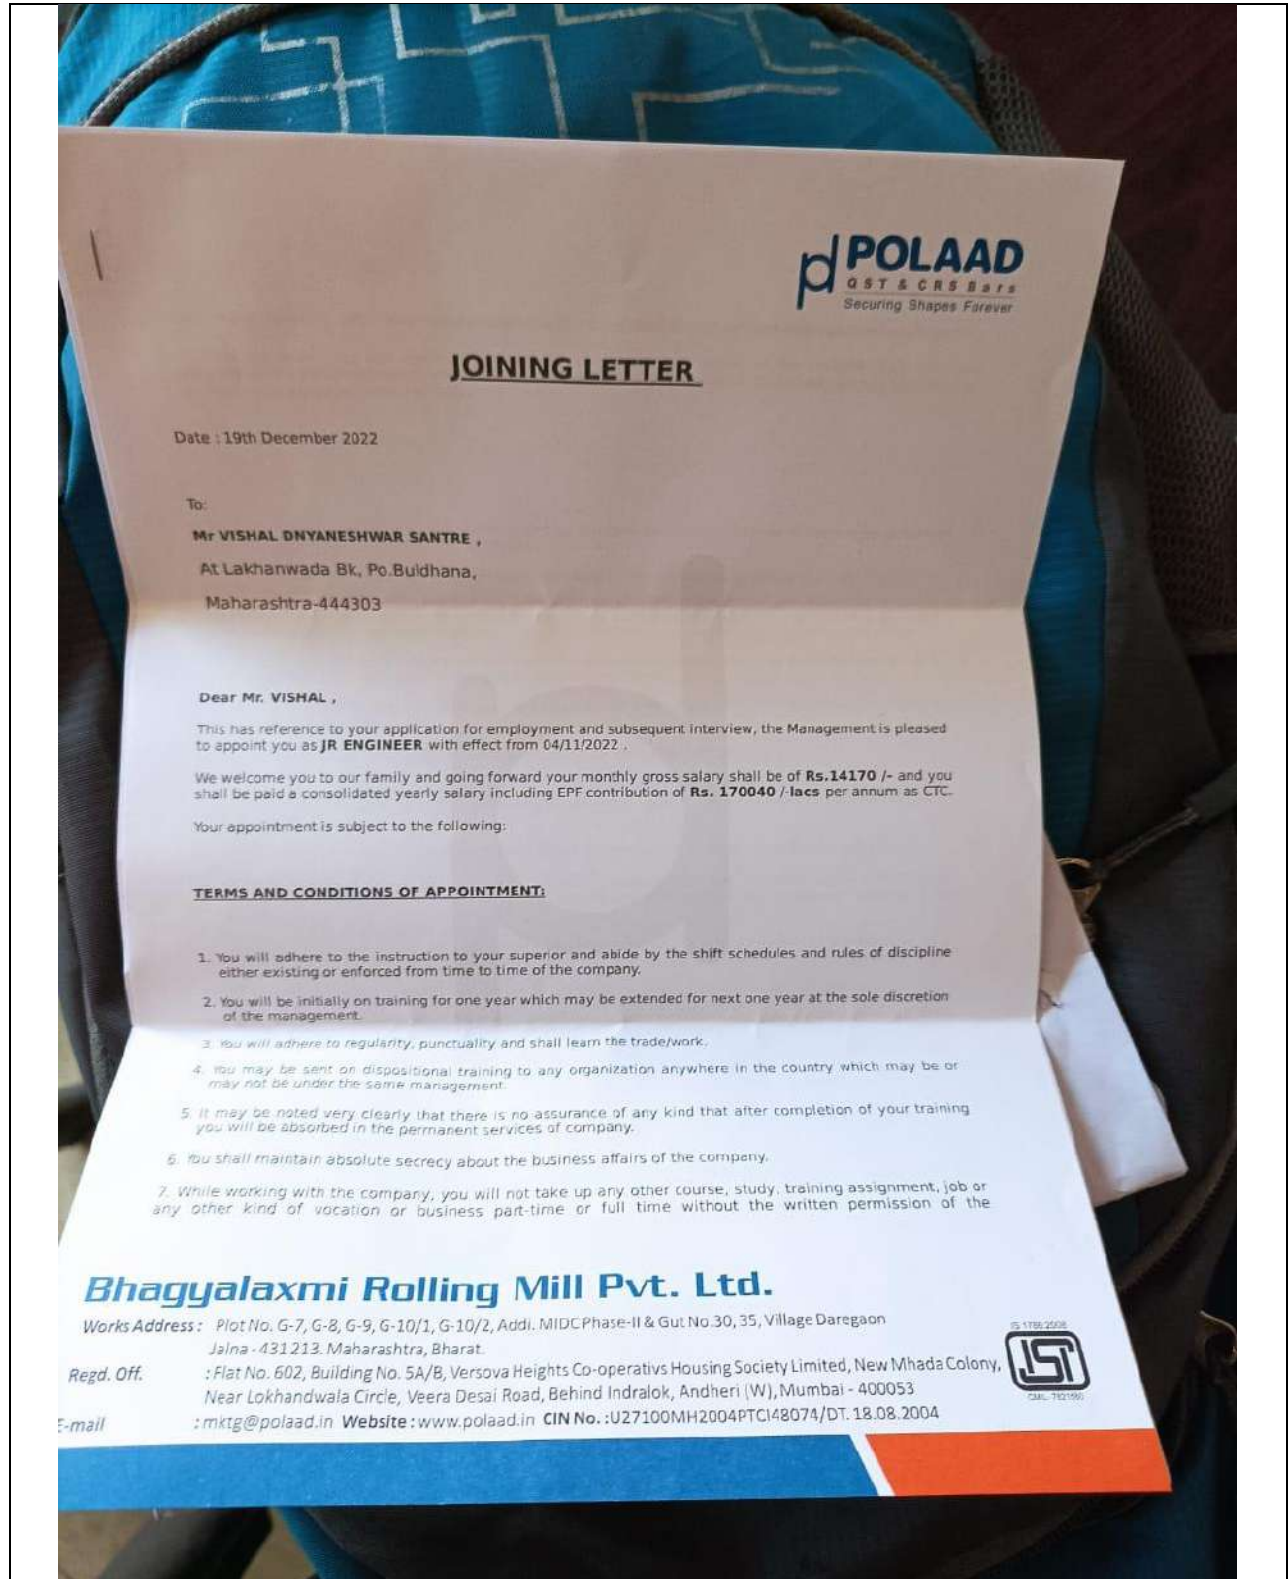 POLAAD
QST & CRS Bars
Securing Shapes Forever
JOINING LETTER
Date : 19th December 2022
To:
Mr VISHAL DNYANESHWAR SANTRE ,
At Lakhanwada Bk, Po.Buldhana,
Maharashtra-444303
Dear Mr. VISHAL ,
This has reference to your application for employment and subsequent interview, the Management is pleased
to appoint you as JR ENGINEER with effect from 04/11/2022 .
We welcome you to our family and going forward your monthly gross salary shall be of Rs.14170 /- and you
shall be paid a consolidated yearly salary including EPF contribution of Rs. 170040 /-lacs per annum as CTC.
Your appointment is subject to the following:
TERMS AND CONDITIONS OF APPOINTMENT:
1. You will adhere to the instruction to your superior and abide by the shift schedules and rules of discipline
either existing or enforced from time to time of the company.
2. You will be initially on training for one year which may be extended for next one year at the sole discretion
of the management.
3. You will adhere to regularity, punctuality and shall learn the trade/work.
4. You may be sent on dispositional training to any organization anywhere in the country which may be or
may not be under the same management.
5. It may be noted very clearly that there is no assurance of any kind that after completion of your training
you will be absorbed in the permanent services of company.
6. You shall maintain absolute secrecy about the business affairs of the company.
7. While working with the company, you will not take up any other course, study, training assignment, job or
any other kind of vocation or business part-time or full time without the written permission of the
Bhagyalaxmi Rolling Mill Pvt. Ltd.
Works Address : Plot No. G-7, G-8, G-9, G-10/1, G-10/2, Addi. MIDC Phase-II & Gut No.30, 35, Village Daregaon
Jalna - 431213. Maharashtra, Bharat.
Regd. Off. : Flat No. 602, Building No. 5A/B, Versova Heights Co-operativs Housing Society Limited, New Mhada Colony,
Near Lokhandwala Circle, Veera Desai Road, Behind Indralok, Andheri (W), Mumbai - 400053
E-mail : mktg@polaad.in Website : www.polaad.in CIN No. : U27100MH2004PTCI48074/DT. 18.08.2004
IS 1786:2008